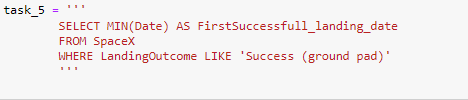 task_5 = '''
SELECT MIN(Date) AS FirstSuccessfull_landing_date
FROM SpaceX
WHERE LandingOutcome LIKE 'Success (ground pad)'
'''